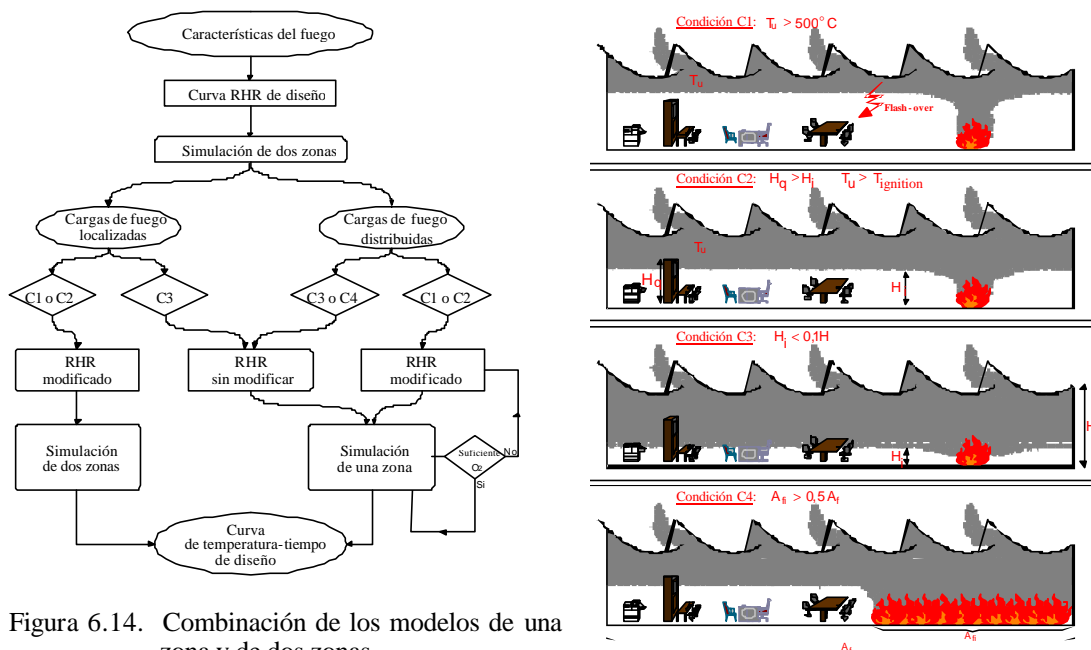 Características del fuego
Curva RHR de diseño
Simulación de dos zonas
Cargas de fuego
localizadas
Cargas de fuego
distribuidas
C1 o C2
C3
C3 o C4
C1 o C2
RHR
modificado
RHR
sin modificar
RHR
modificado
Simulación
de dos zonas
Simulación
de una zona
Suficiente
O2
No
Si
Curva
de temperatura-tiempo
de diseño
Figura 6.14. Combinación de los modelos de una
zona y de dos zonas
Condición C1: Tu > 500° C
Tu
Flash - over
Condición C2: Hq > Hi Tu > Tignition
Tu
Hq
H
Condición C3: Hi < 0,1H
H
Hi
Condición C4: Afi > 0,5 Af
Afi
Af